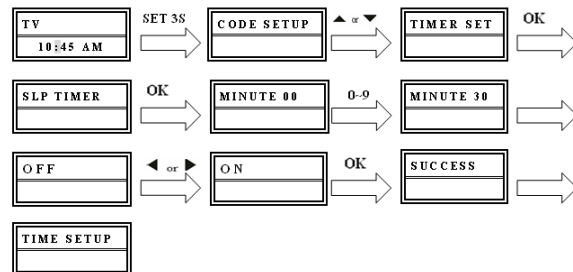 TV
10:45 AM
SET 3S
CODE SETUP
▲ or ▼
TIMER SET
OK
SLP TIMER
OK
MINUTE 00
0~9
MINUTE 30
OFF
◀ or ▶
ON
OK
SUCCESS
TIME SETUP